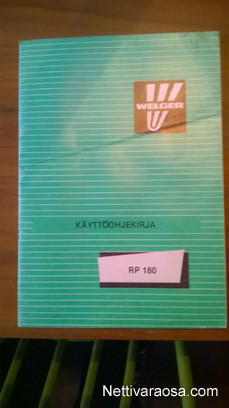 WELGER
KÄYTTÖOHJEKIRJA
RP 180
Nettivaraosa.com